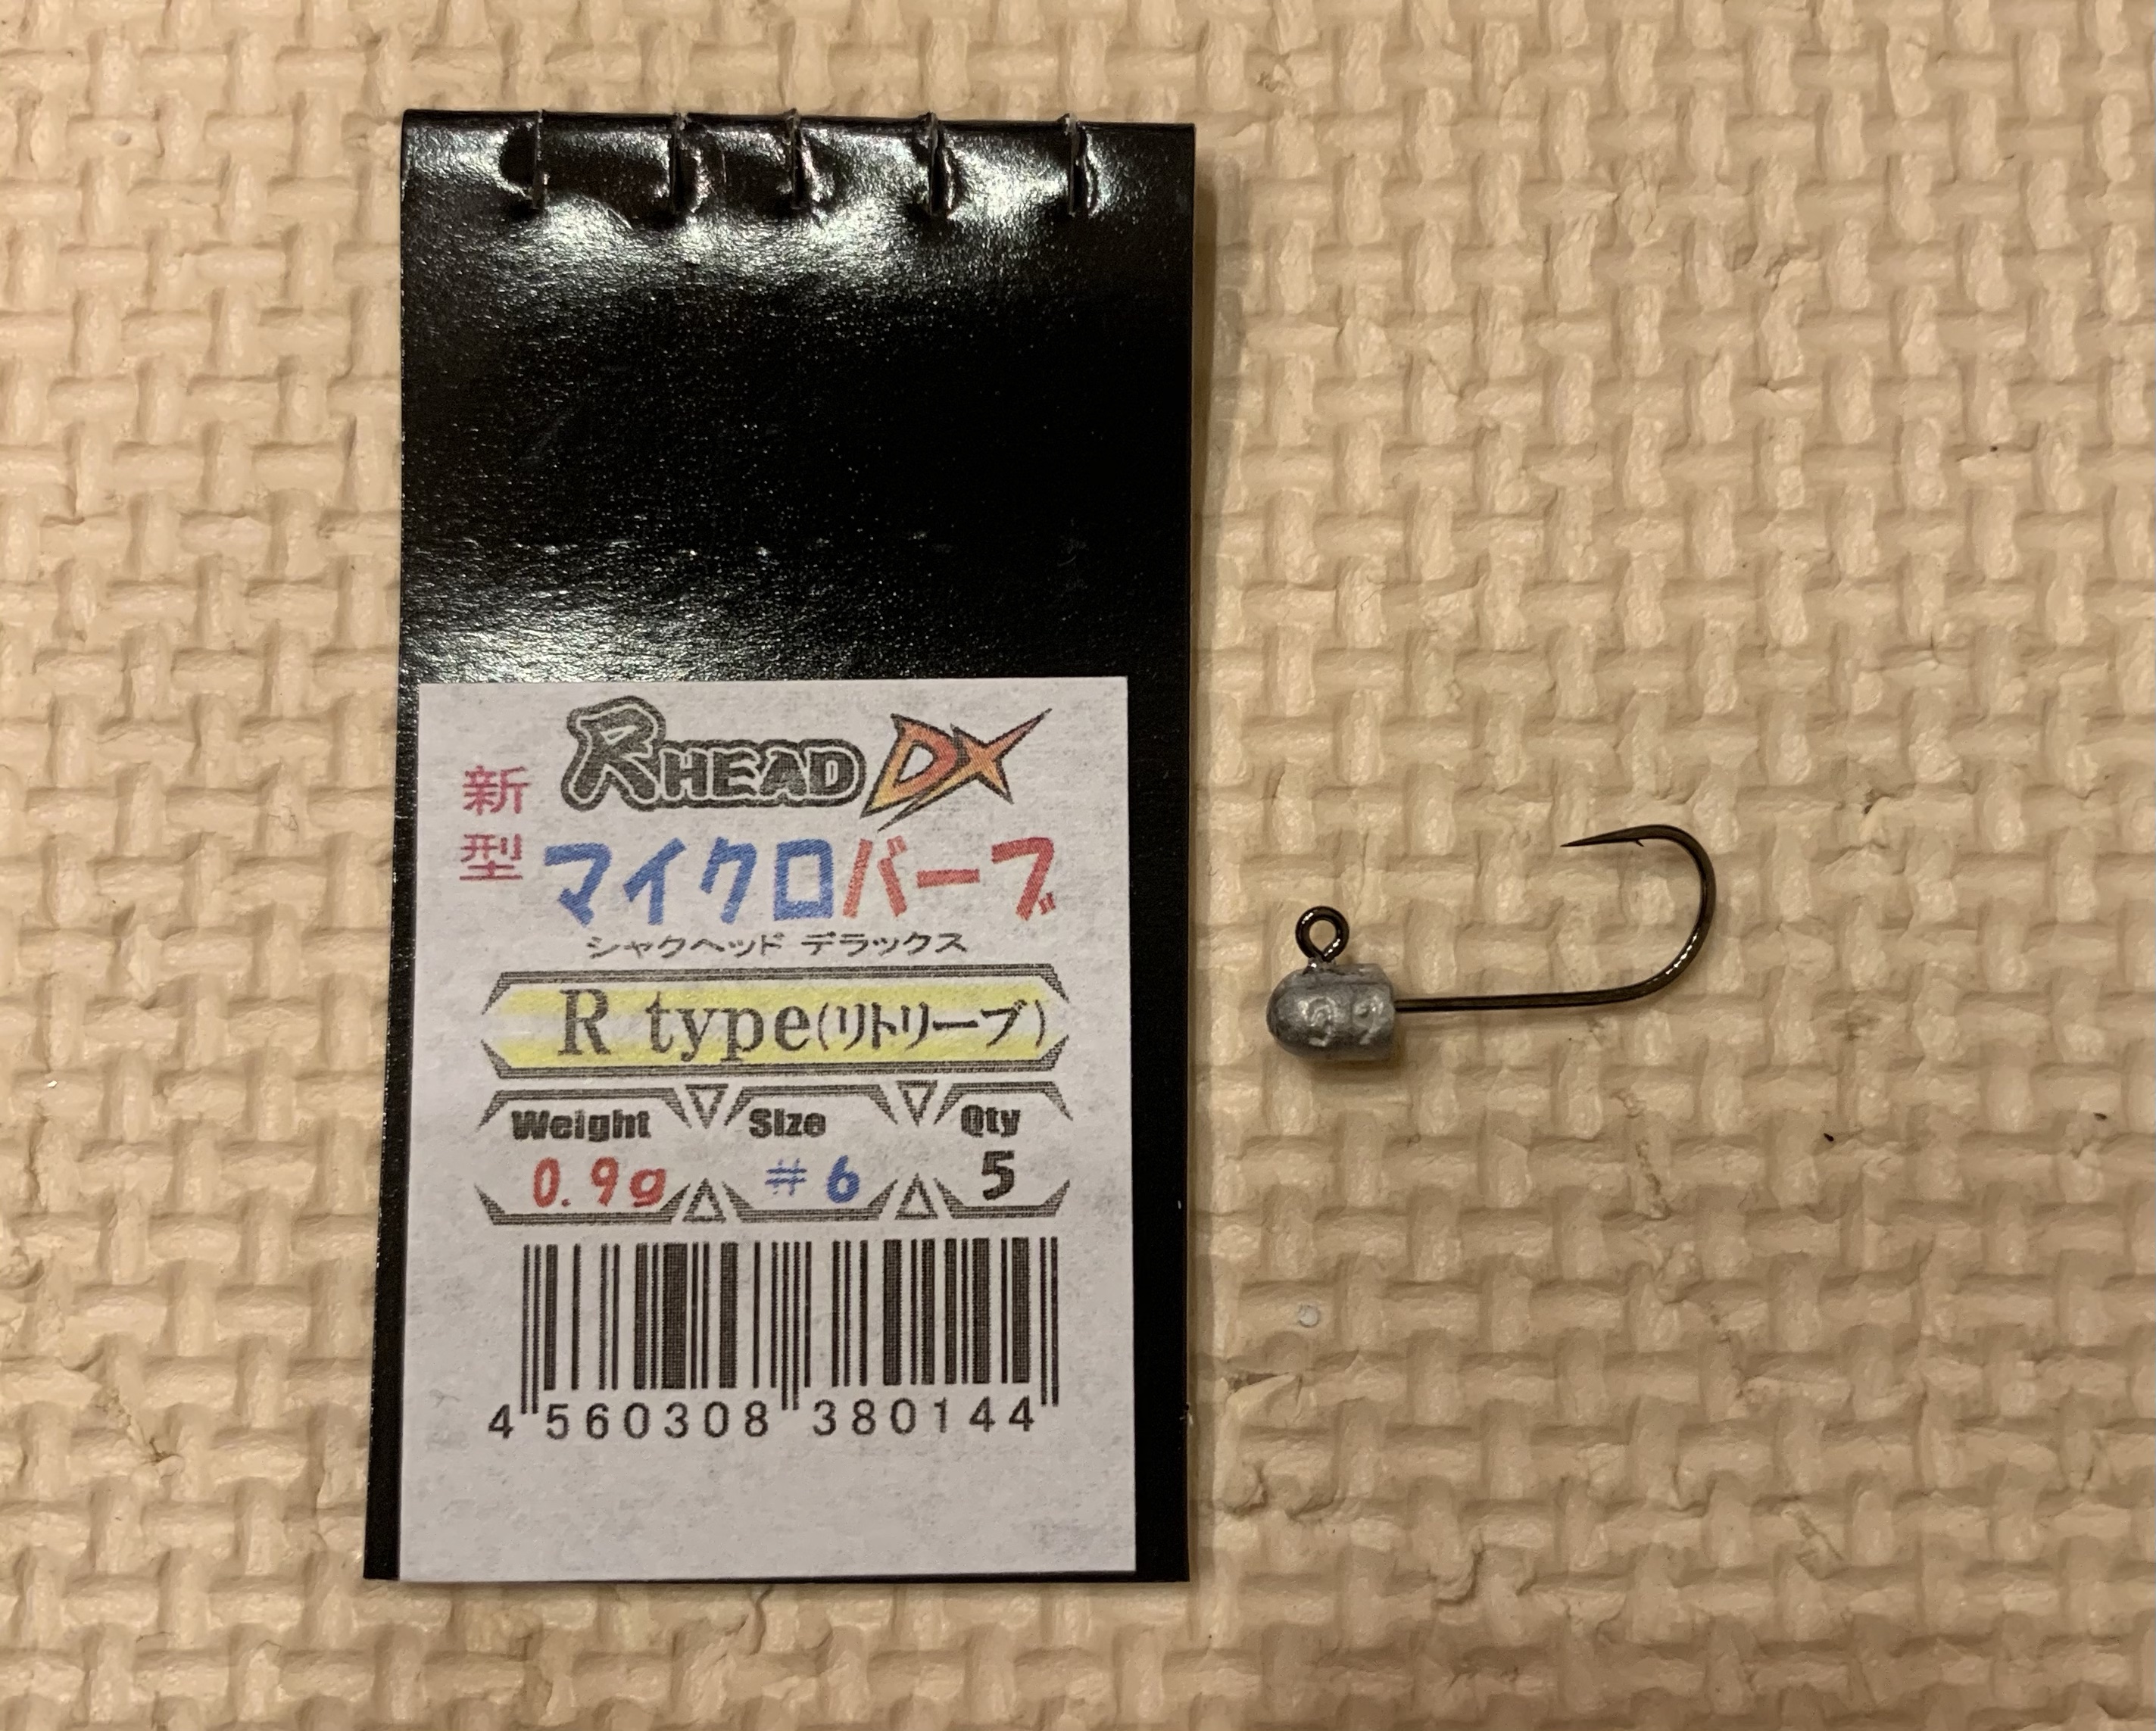 RHEAD DX
新型
マイクロバーブ
シャクヘッド デラックス
R type(リトリーブ)
Weight Size Qty
0.9g #6 5
4 560308 380144